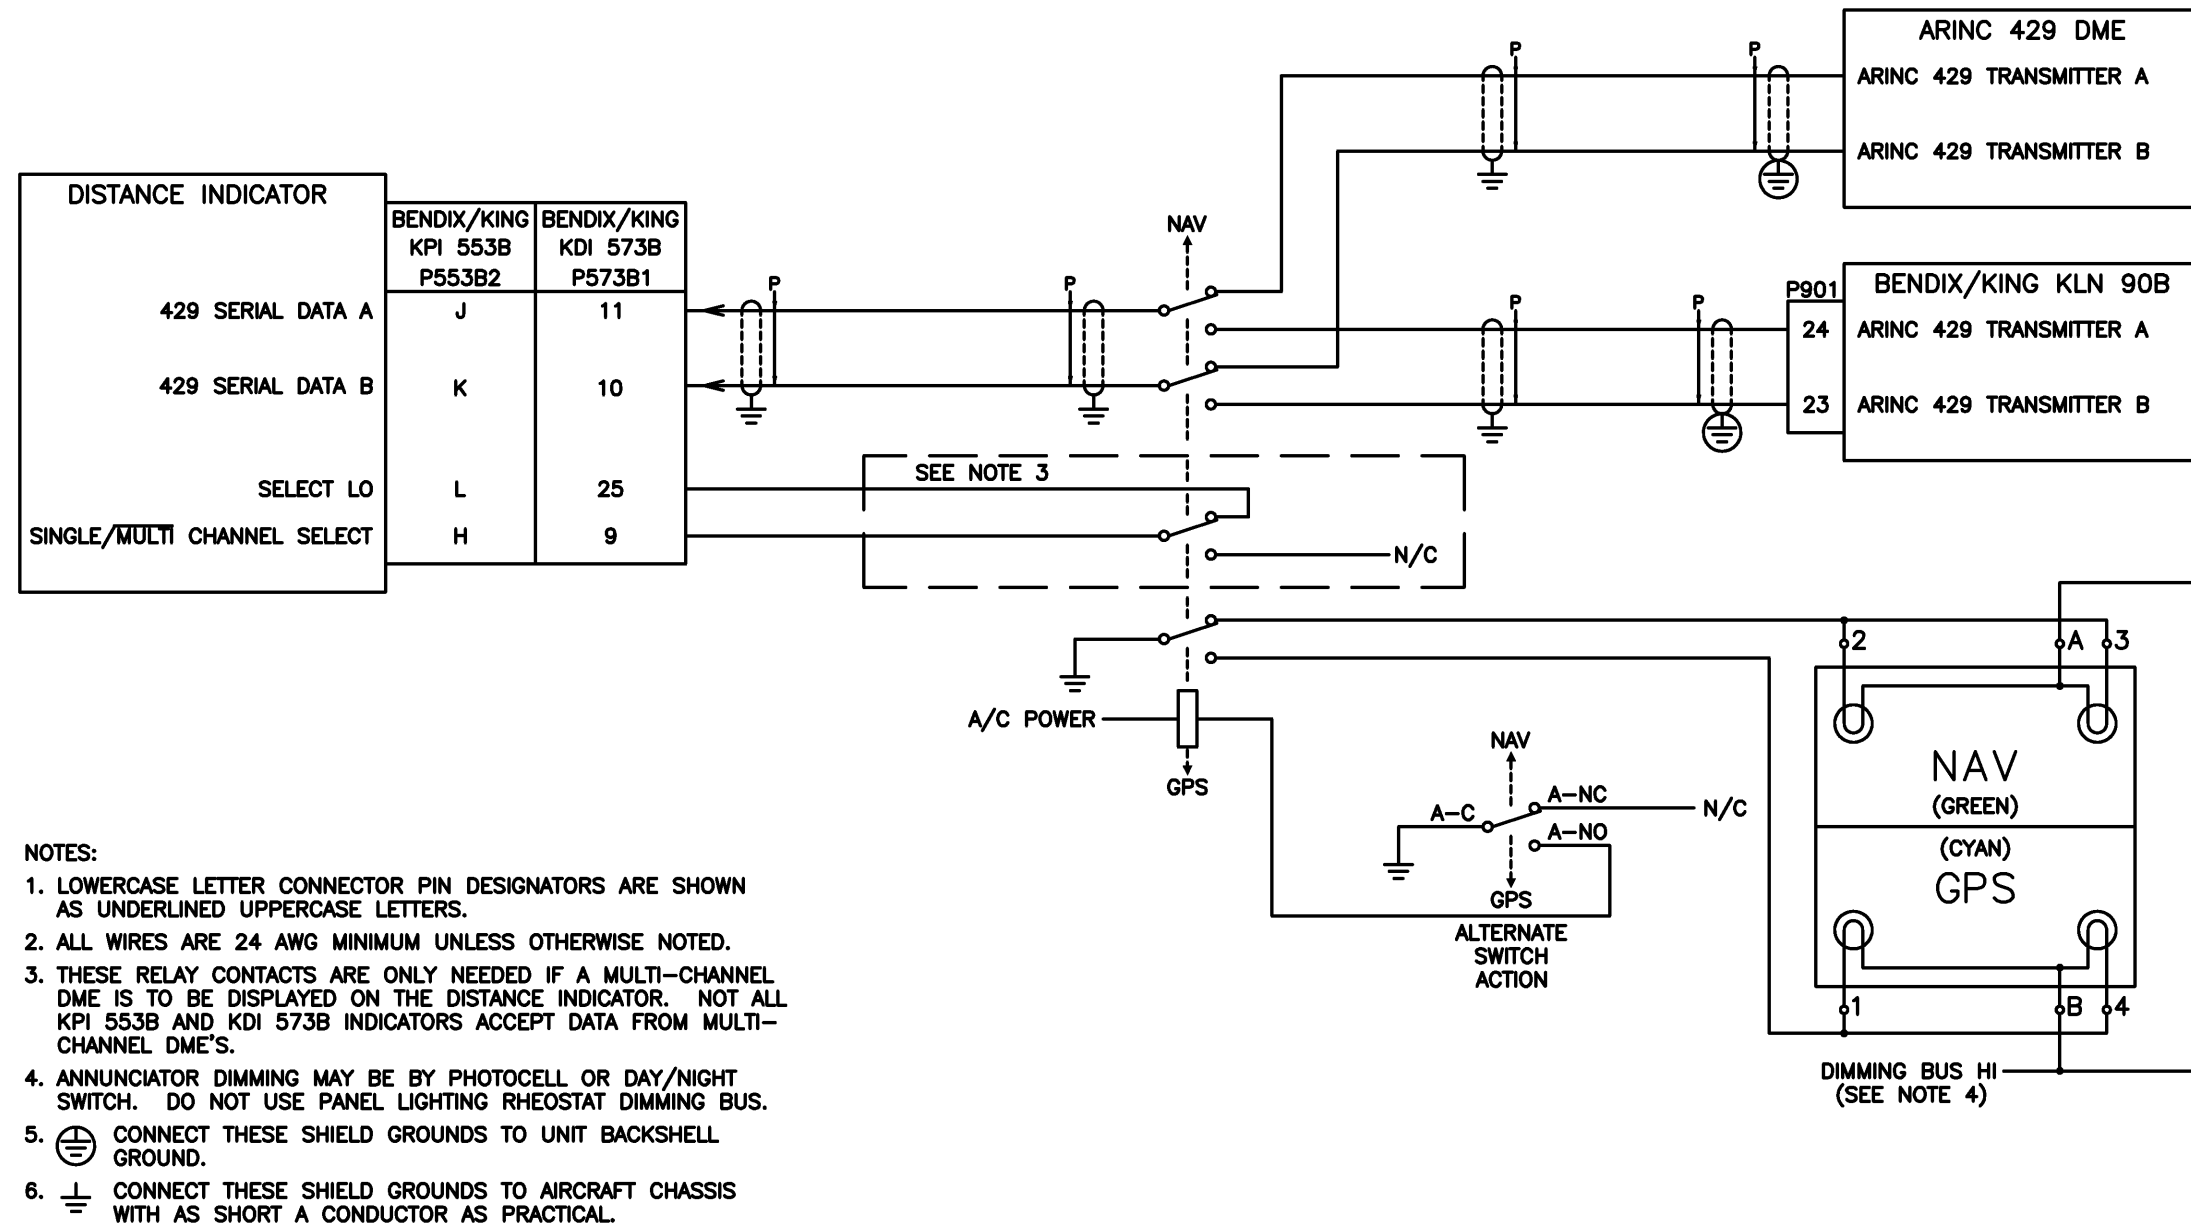 ARINC 429 DME
P
P
ARINC 429 TRANSMITTER A
ARINC 429 TRANSMITTER B
DISTANCE INDICATOR
BENDIX/KING
KPI 553B
P553B2
BENDIX/KING
KDI 573B
P573B1
429 SERIAL DATA A
J
11
429 SERIAL DATA B
K
10
SELECT LO
L
25
SINGLE/MULTI CHANNEL SELECT
H
9
P
P
NAV
P
P
P901
BENDIX/KING KLN 90B
24
ARINC 429 TRANSMITTER A
23
ARINC 429 TRANSMITTER B
SEE NOTE 3
N/C
A/C POWER
GPS
NAV
A-C
A-NC
N/C
A-NO
GPS
ALTERNATE
SWITCH
ACTION
2
A
3
NAV
(GREEN)
(CYAN)
GPS
1
B
4
DIMMING BUS HI
(SEE NOTE 4)
NOTES:
1. LOWERCASE LETTER CONNECTOR PIN DESIGNATORS ARE SHOWN
AS UNDERLINED UPPERCASE LETTERS.
2. ALL WIRES ARE 24 AWG MINIMUM UNLESS OTHERWISE NOTED.
3. THESE RELAY CONTACTS ARE ONLY NEEDED IF A MULTI-CHANNEL
DME IS TO BE DISPLAYED ON THE DISTANCE INDICATOR. NOT ALL
KPI 553B AND KDI 573B INDICATORS ACCEPT DATA FROM MULTI-
CHANNEL DME'S.
4. ANNUNCIATOR DIMMING MAY BE BY PHOTOCELL OR DAY/NIGHT
SWITCH. DO NOT USE PANEL LIGHTING RHEOSTAT DIMMING BUS.
5. CONNECT THESE SHIELD GROUNDS TO UNIT BACKSHELL
GROUND.
6. CONNECT THESE SHIELD GROUNDS TO AIRCRAFT CHASSIS
WITH AS SHORT A CONDUCTOR AS PRACTICAL.